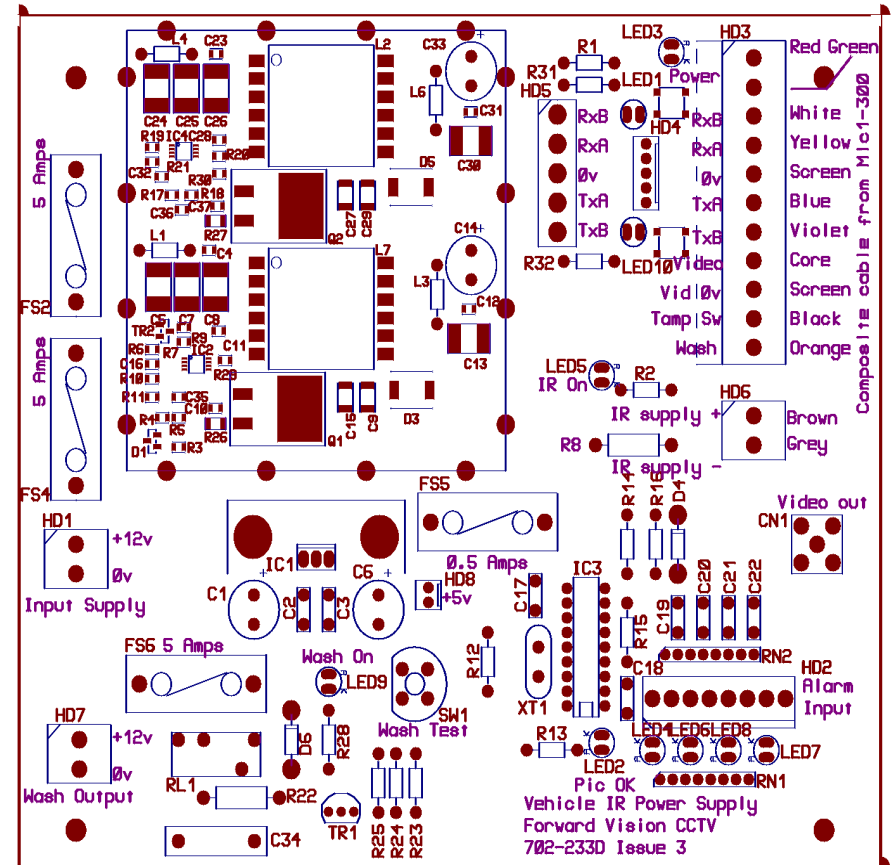 L4
C23
L2
C33
LED3
HD3
R1
Red Green
R31
LED1
Power
L6
HD5
C31
C24
C25
C26
RxB
RxB
White
R19
IC4
C28
HD4
RxA
RxA
Yellow
R20
C30
C32
R21
R30
D5
0v
0v
Screen
5 Amps
R17
R18
TxA
TxA
Blue
C36
C37
C27
C29
R27
Q2
C14
TxB
TxB
Violet
L1
C4
L7
R32
LED10
Video
Core
L3
Vid 0v
Screen
FS2
C5
C7
C8
C12
Tamp Sw
Black
TR2
R9
R6
R7
IC2
C11
C13
Wash
Orange
C16
R10
R28
LED5
Composite cable from Mic1-300
5 Amps
IR On
R2
R11
C35
C10
C15
C9
D3
HD6
R4
R5
R26
IR supply +
Brown
D1
R3
Q1
R8
Grey
IR supply -
FS4
FS5
R14
R16
D4
Video out
HD1
CN1
+12v
IC1
0.5 Amps
IC3
0v
C1
C2
C3
C6
HD8
+5v
C17
C19
C20
C21
C22
Input Supply
FS6
5 Amps
Wash On
R12
R15
RN2
C18
HD2
LED9
Alarm
Input
HD7
SW1
XT1
+12v
D6
R28
Wash Test
R13
LED4
LED6
LED8
LED7
0v
RL1
LED2
RN1
Wash Output
R22
Pic OK
TR1
R25
R24
R23
C34
Vehicle IR Power Supply
Forward Vision CCTV
702-233D Issue 3